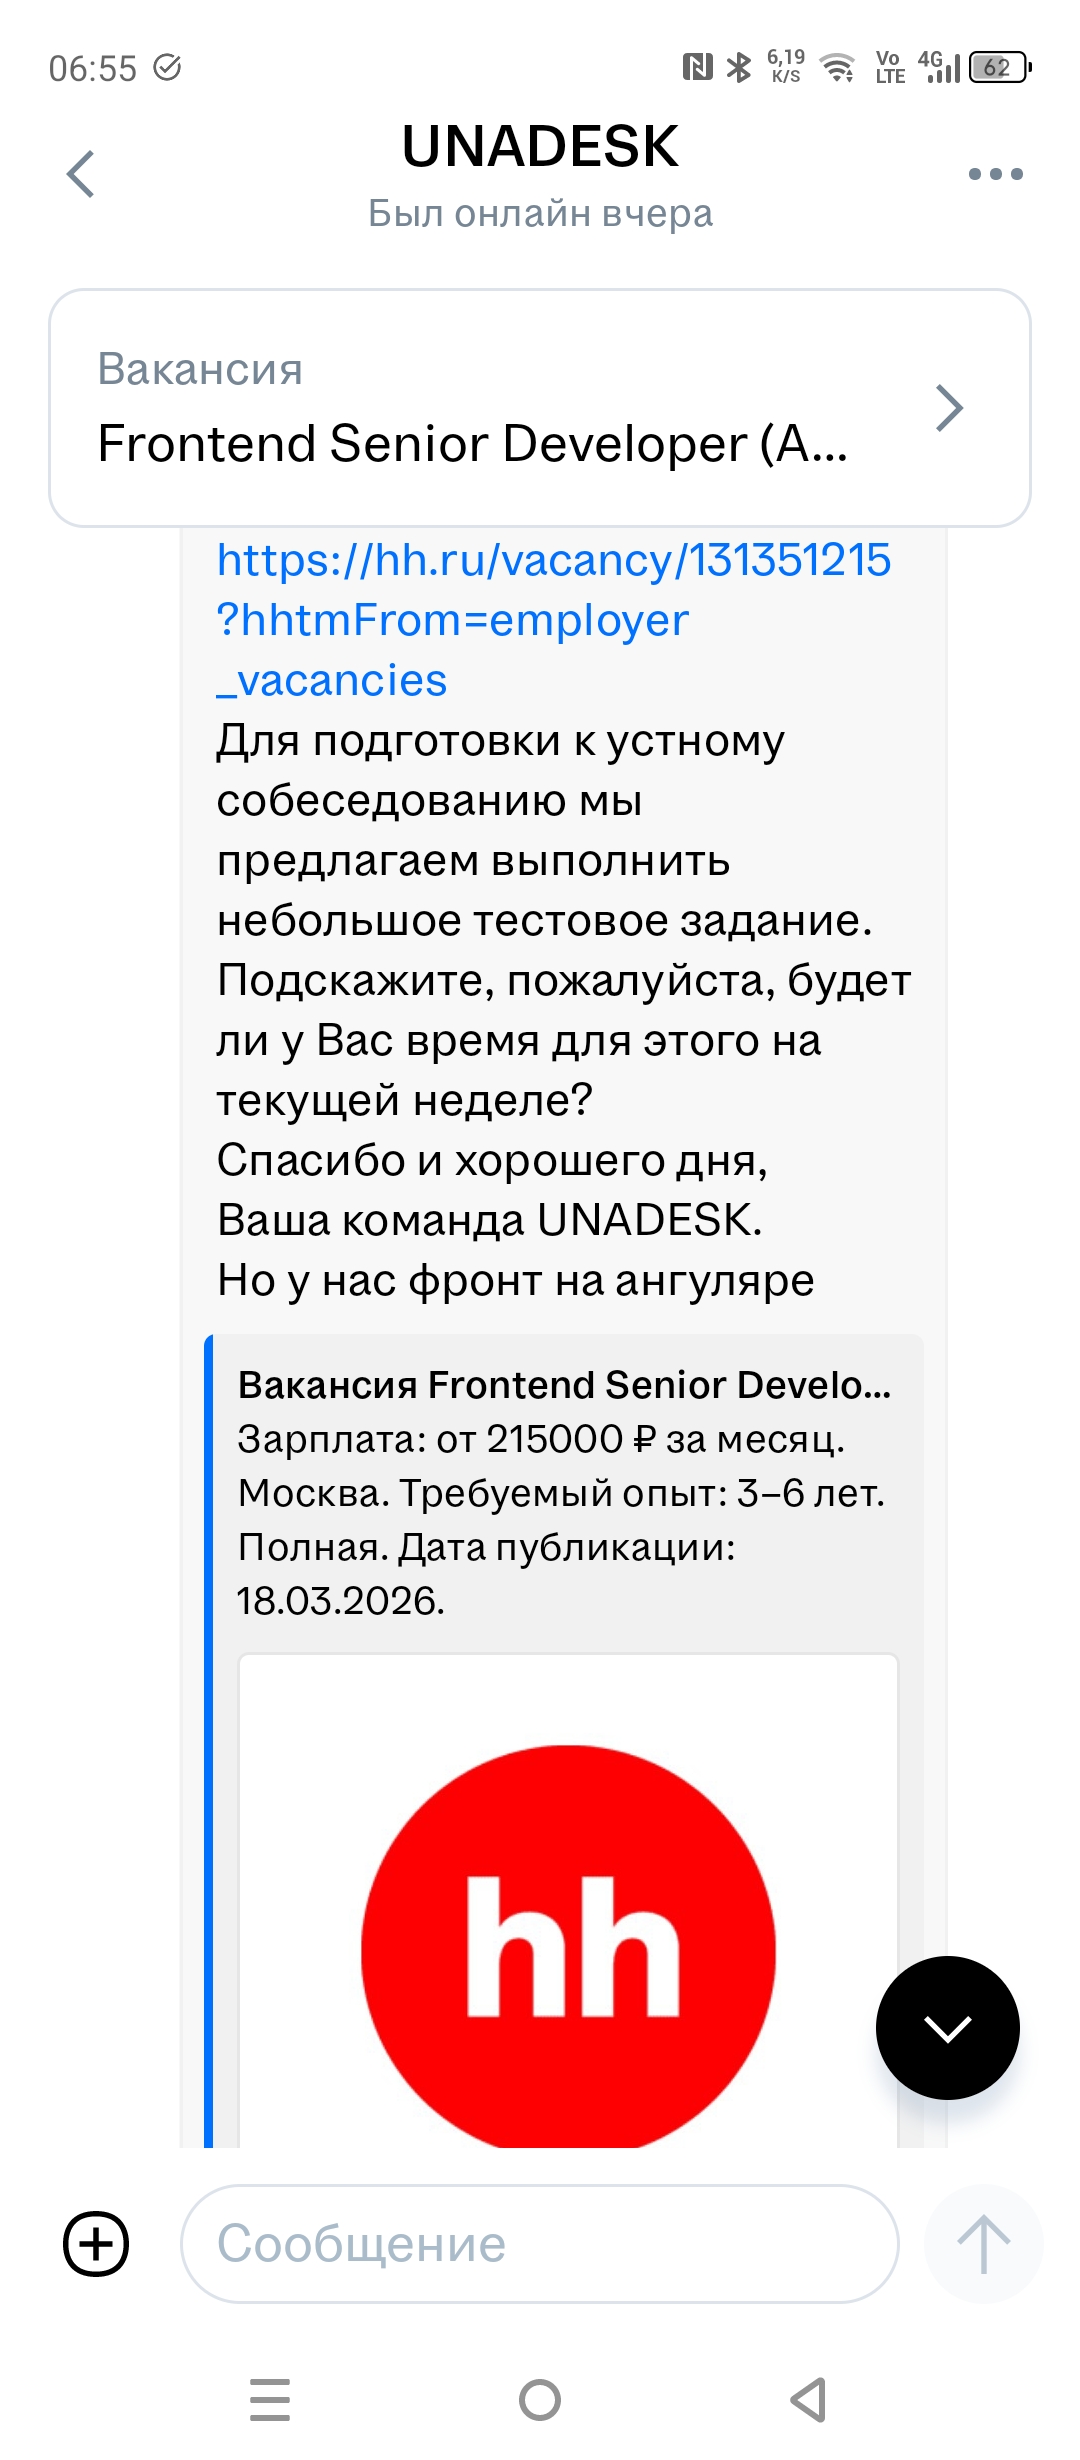 06:55
6,19 K/S
Vo LTE
4G
62
UNADESK
Был онлайн вчера
Вакансия
Frontend Senior Developer (A...
https://hh.ru/vacancy/131351215
?hhtmFrom=employer
_vacancies
Для подготовки к устному
собеседованию мы
предлагаем выполнить
небольшое тестовое задание.
Подскажите, пожалуйста, будет
ли у Вас время для этого на
текущей неделе?
Спасибо и хорошего дня,
Ваша команда UNADESK.
Но у нас фронт на ангуляре
Вакансия Frontend Senior Develo...
Зарплата: от 215000 ₽ за месяц.
Москва. Требуемый опыт: 3–6 лет.
Полная. Дата публикации:
18.03.2026.
hh
Сообщение